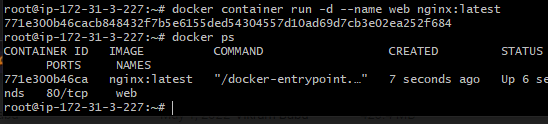 root@ip-172-31-3-227:~# docker container run -d --name web nginx:latest
771e300b46cacb848432f7b5e6155ded54304557d10ad69d7cb3e02ea252f684
root@ip-172-31-3-227:~# docker ps
CONTAINER ID   IMAGE          COMMAND                  CREATED         STATUS
       PORTS     NAMES
771e300b46ca   nginx:latest   "/docker-entrypoint.…"   7 seconds ago   Up 6 se
nds   80/tcp    web
root@ip-172-31-3-227:~#